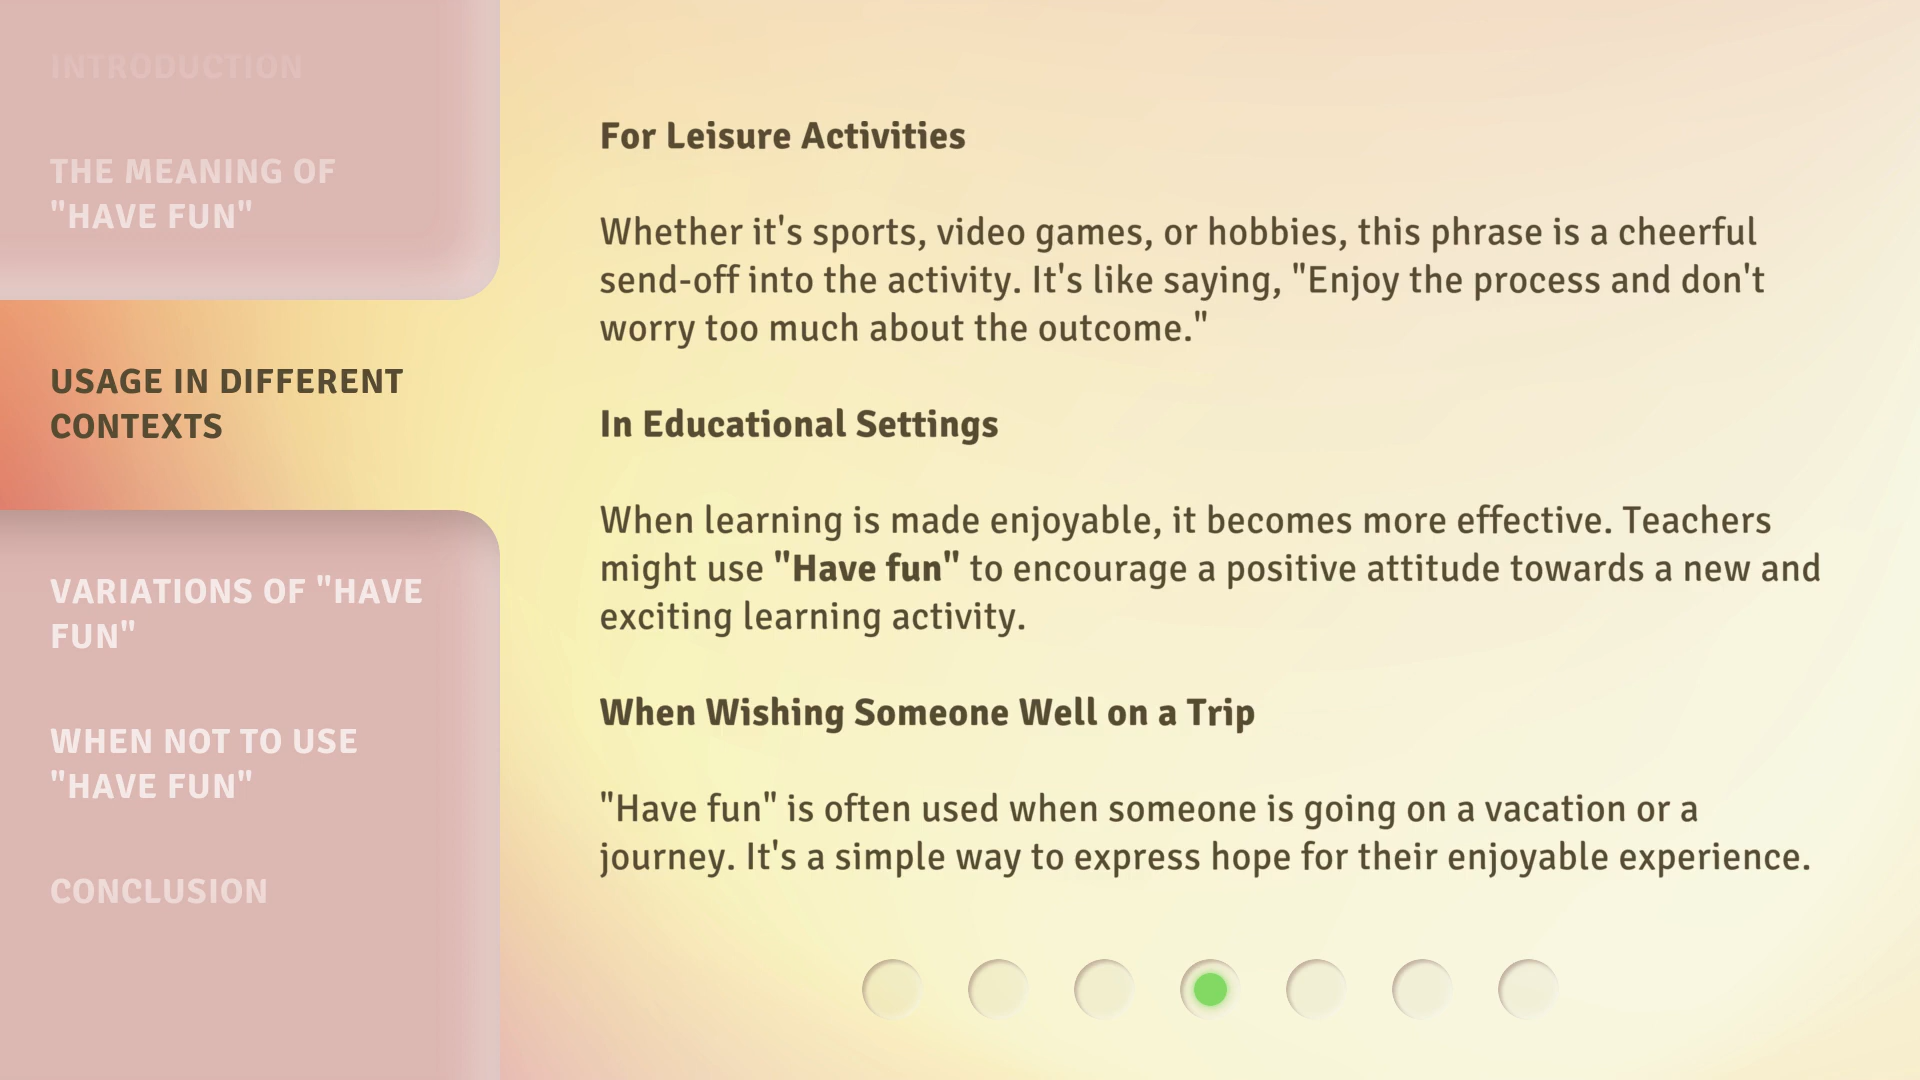 INTRODUCTION
THE MEANING OF
"HAVE FUN"
USAGE IN DIFFERENT
CONTEXTS
VARIATIONS OF "HAVE
FUN"
WHEN NOT TO USE
"HAVE FUN"
CONCLUSION
For Leisure Activities
Whether it's sports, video games, or hobbies, this phrase is a cheerful
send-off into the activity. It's like saying, "Enjoy the process and don't
worry too much about the outcome."
In Educational Settings
When learning is made enjoyable, it becomes more effective. Teachers
might use "Have fun" to encourage a positive attitude towards a new and
exciting learning activity.
When Wishing Someone Well on a Trip
"Have fun" is often used when someone is going on a vacation or a
journey. It's a simple way to express hope for their enjoyable experience.